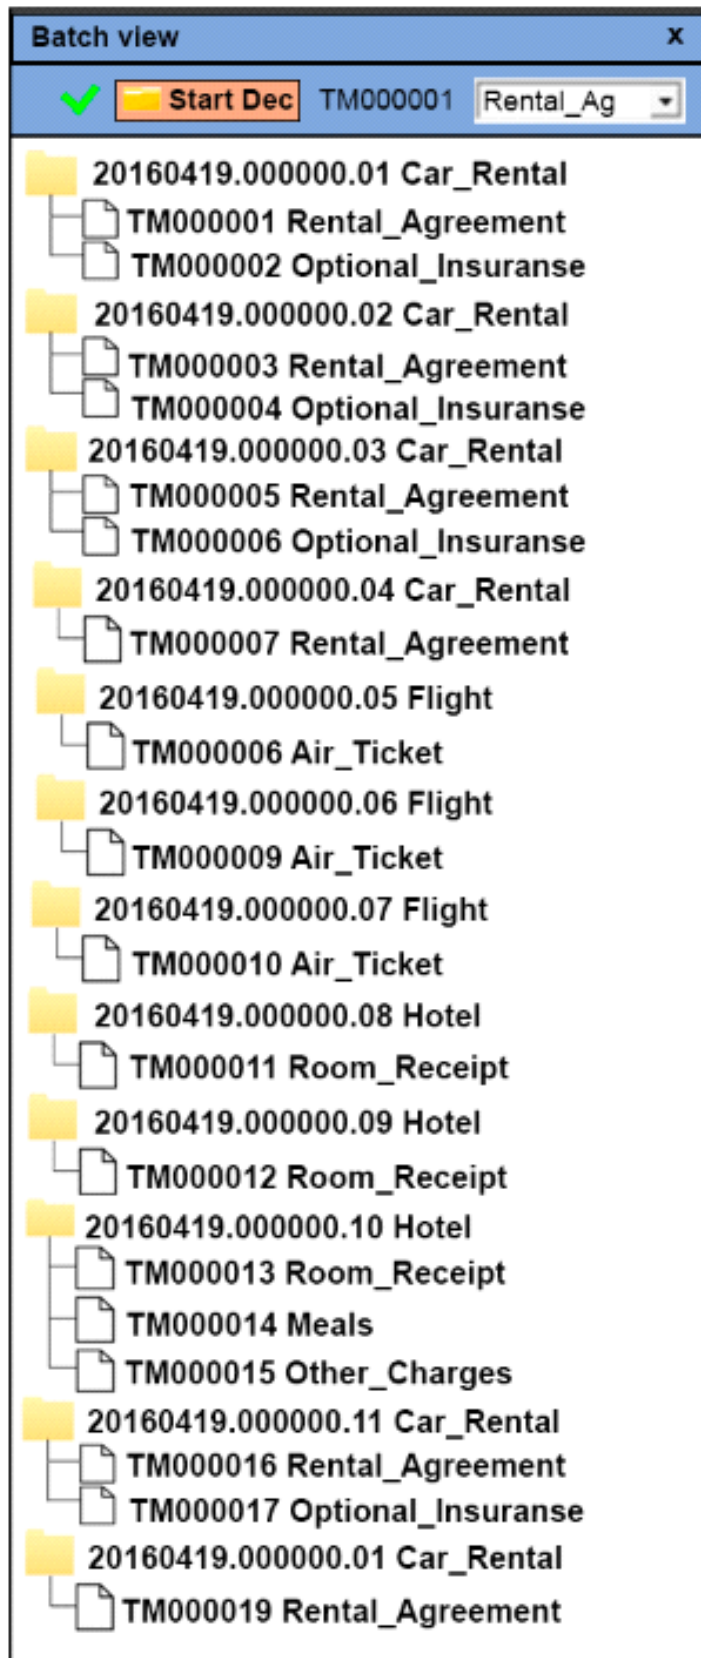 Batch view x
Start Dec TM000001 Rental_Ag
20160419.000000.01 Car_Rental
TM000001 Rental_Agreement
TM000002 Optional_Insuranse
20160419.000000.02 Car_Rental
TM000003 Rental_Agreement
TM000004 Optional_Insuranse
20160419.000000.03 Car_Rental
TM000005 Rental_Agreement
TM000006 Optional_Insuranse
20160419.000000.04 Car_Rental
TM000007 Rental_Agreement
20160419.000000.05 Flight
TM000006 Air_Ticket
20160419.000000.06 Flight
TM000009 Air_Ticket
20160419.000000.07 Flight
TM000010 Air_Ticket
20160419.000000.08 Hotel
TM000011 Room_Receipt
20160419.000000.09 Hotel
TM000012 Room_Receipt
20160419.000000.10 Hotel
TM000013 Room_Receipt
TM000014 Meals
TM000015 Other_Charges
20160419.000000.11 Car_Rental
TM000016 Rental_Agreement
TM000017 Optional_Insuranse
20160419.000000.01 Car_Rental
TM000019 Rental_Agreement